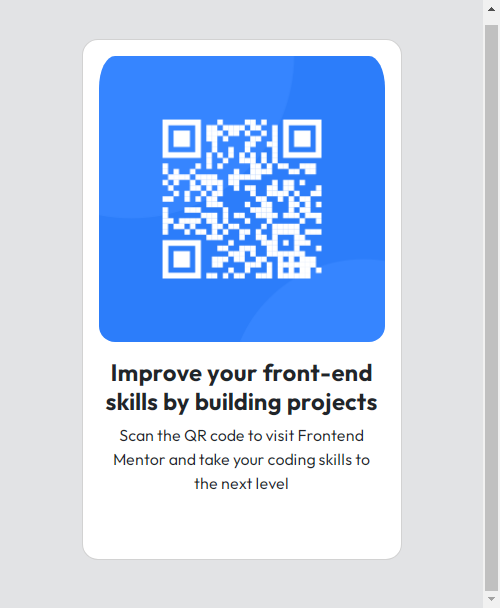 Improve your front-end
skills by building projects
Scan the QR code to visit Frontend
Mentor and take your coding skills to
the next level